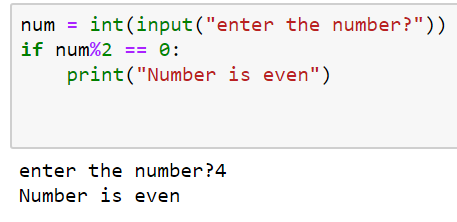 num = int(input("enter the number?"))
if num%2 == 0:
    print("Number is even")
enter the number?4
Number is even